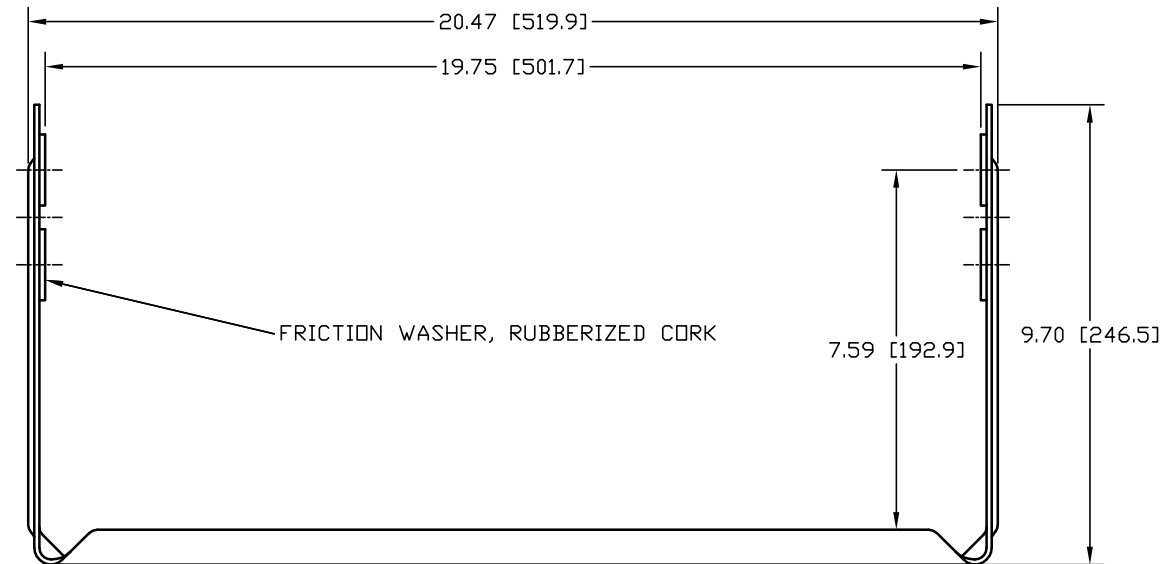 20.47 [519.9]
19.75 [501.7]
FRICTION WASHER, RUBBERIZED CORK
7.59 [192.9]
9.70 [246.5]